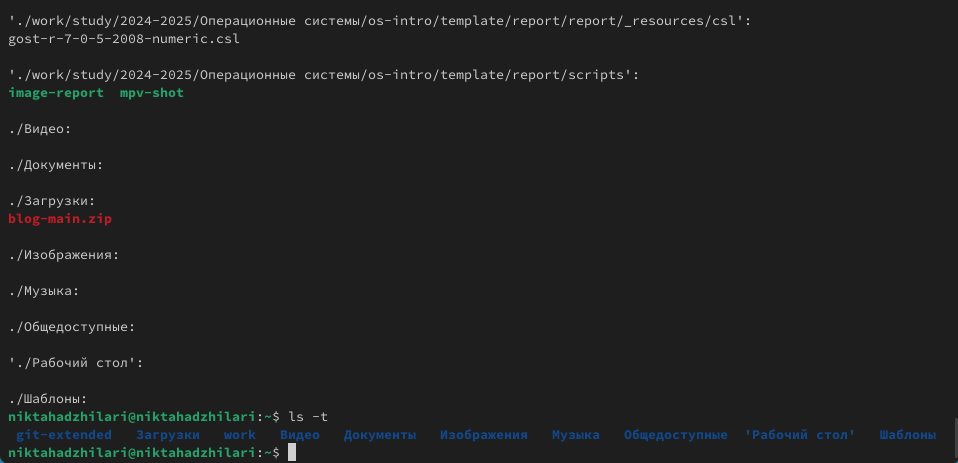 './work/study/2024-2025/Операционные системы/os-intro/template/report/report/_resources/csl':
gost-r-7-0-5-2008-numeric.csl
'./work/study/2024-2025/Операционные системы/os-intro/template/report/scripts':
image-report  mpv-shot
./Видео:
./Документы:
./Загрузки:
blog-main.zip
./Изображения:
./Музыка:
./Общедоступные:
'./Рабочий стол':
./Шаблоны:
niktahadzhilari@niktahadzhilari:~$ ls -t
git-extended  Загрузки  work  Видео  Документы  Изображения  Музыка  Общедоступные  'Рабочий стол'  Шаблоны
niktahadzhilari@niktahadzhilari:~$